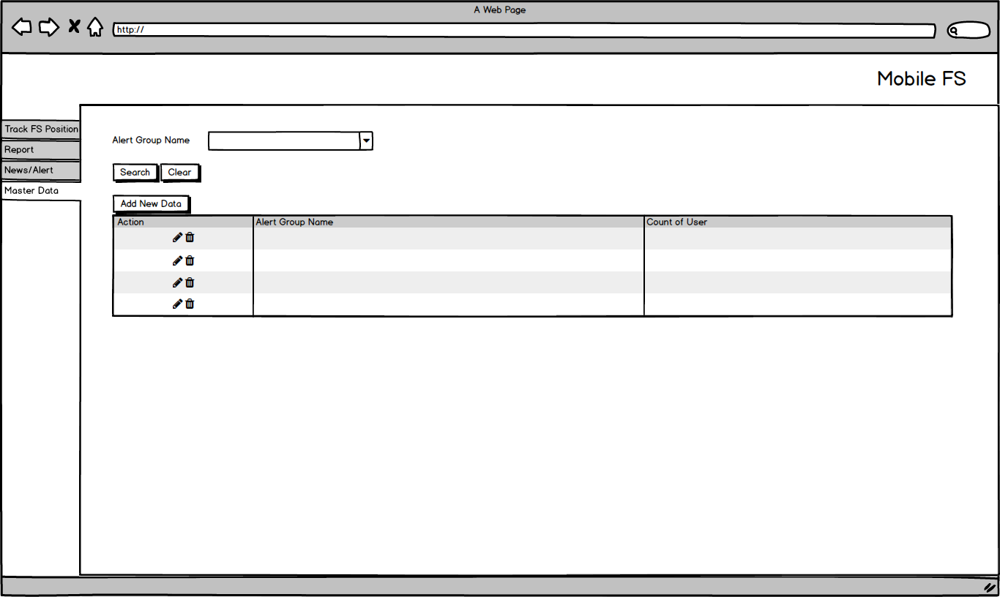 A Web Page
http://
Mobile FS
Track FS Position
Report
News/Alert
Master Data
Alert Group Name
Search Clear
Add New Data
Action Alert Group Name Count of User